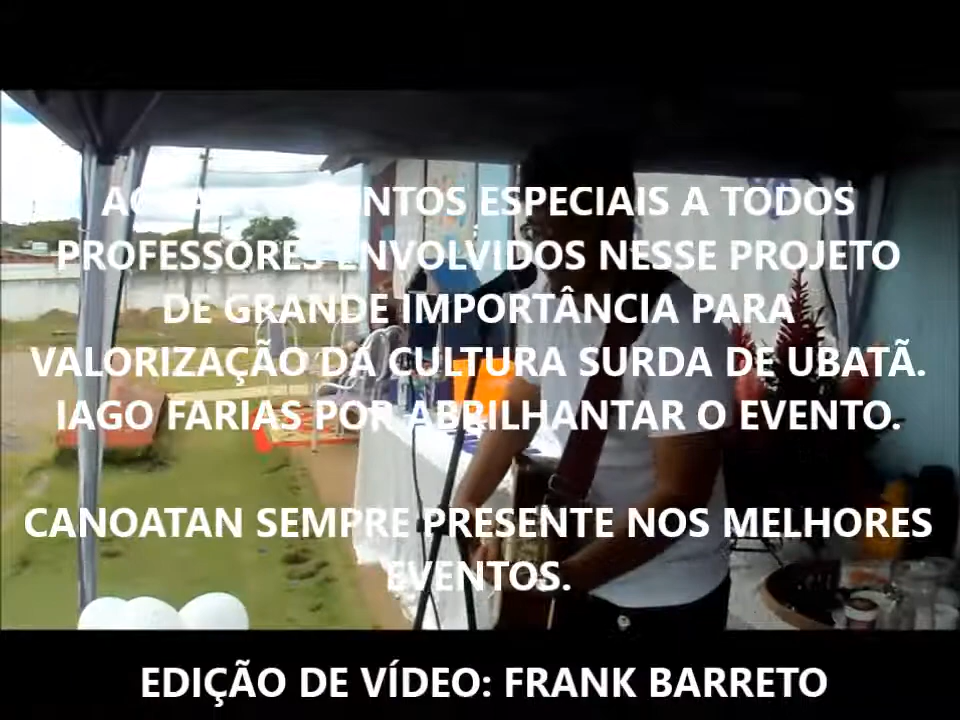 AGRADECIMENTOS ESPECIAIS A TODOS
PROFESSORES ENVOLVIDOS NESSE PROJETO
DE GRANDE IMPORTÂNCIA PARA
VALORIZAÇÃO DA CULTURA SURDA DE UBATÃ.
IAGO FARIAS POR ABRILHANTAR O EVENTO.
CANOATAN SEMPRE PRESENTE NOS MELHORES
EVENTOS.
EDIÇÃO DE VÍDEO: FRANK BARRETO